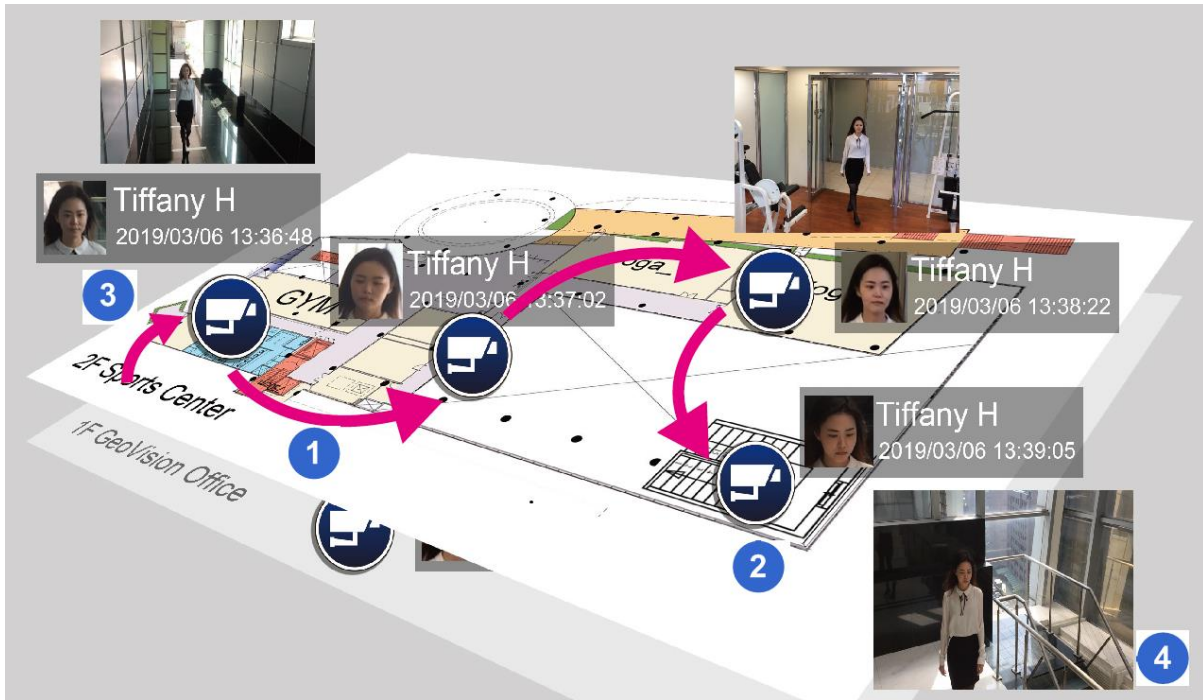 Tiffany H
2019/03/06 13:36:48
3
Tiffany H
2019/03/06 13:37:02
GYM
Tiffany H
2019/03/06 13:38:22
2F Sports Center
1F GeoVision Office
1
Tiffany H
2019/03/06 13:39:05
2
4